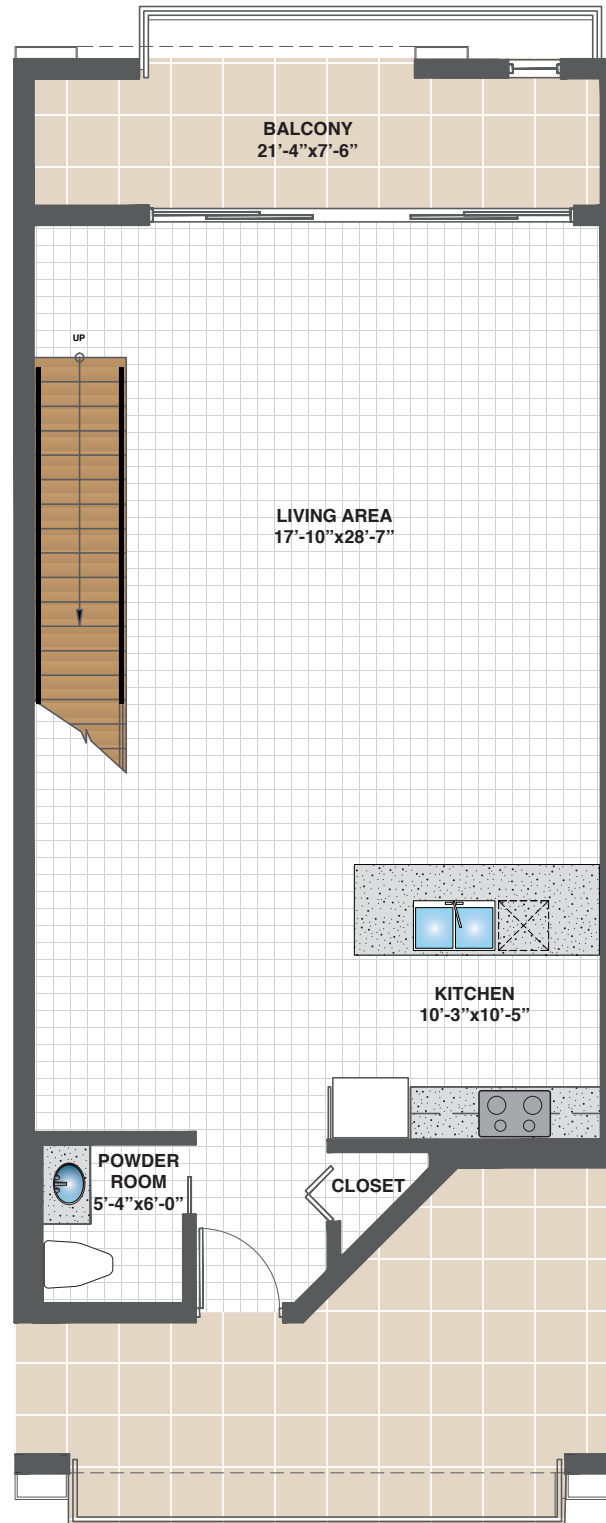 BALCONY
21’-4”x7’-6”
UP
LIVING AREA
17’-10”x28’-7”
KITCHEN
10’-3”x10’-5”
POWDER
ROOM
5’-4”x6’-0”
CLOSET